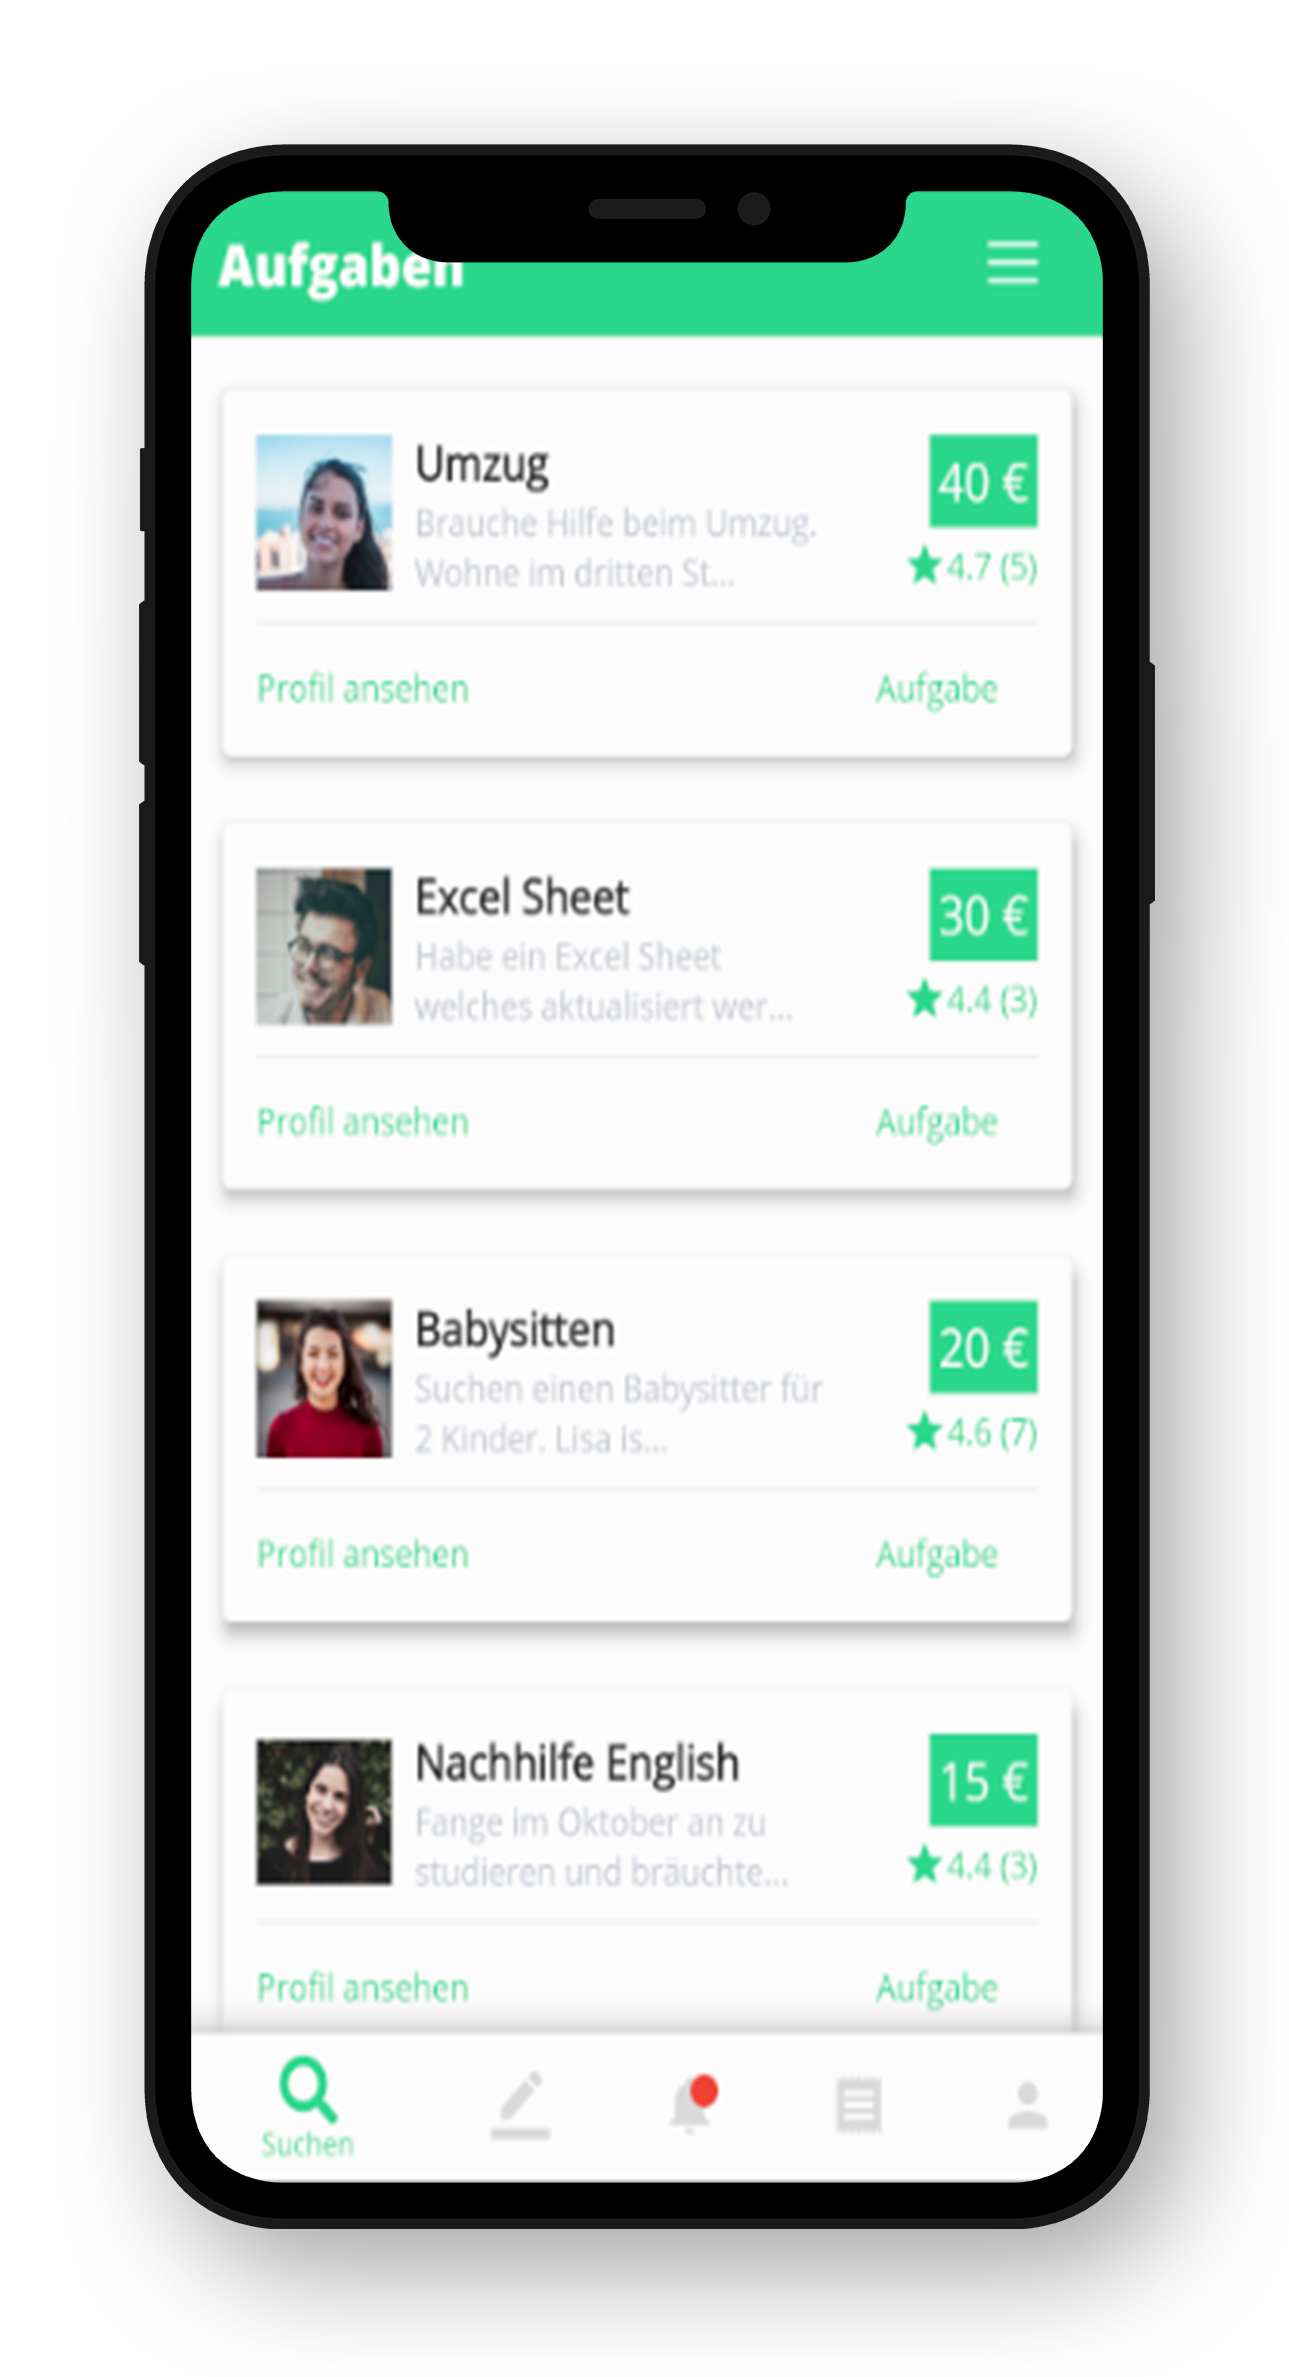 Aufgaben
Umzug
40 €
Brauche Hilfe beim Umzug.
Wohne im dritten St...
4.7 (5)
Profil ansehen
Aufgabe
Excel Sheet
30 €
Habe ein Excel Sheet
welches aktualisiert wer...
4.4 (3)
Profil ansehen
Aufgabe
Babysitten
20 €
Suchen einen Babysitter für
2 Kinder. Lisa is...
4.6 (7)
Profil ansehen
Aufgabe
Nachhilfe English
15 €
Fange im Oktober an zu
studieren und bräuchte...
4.4 (3)
Profil ansehen
Aufgabe
Suchen